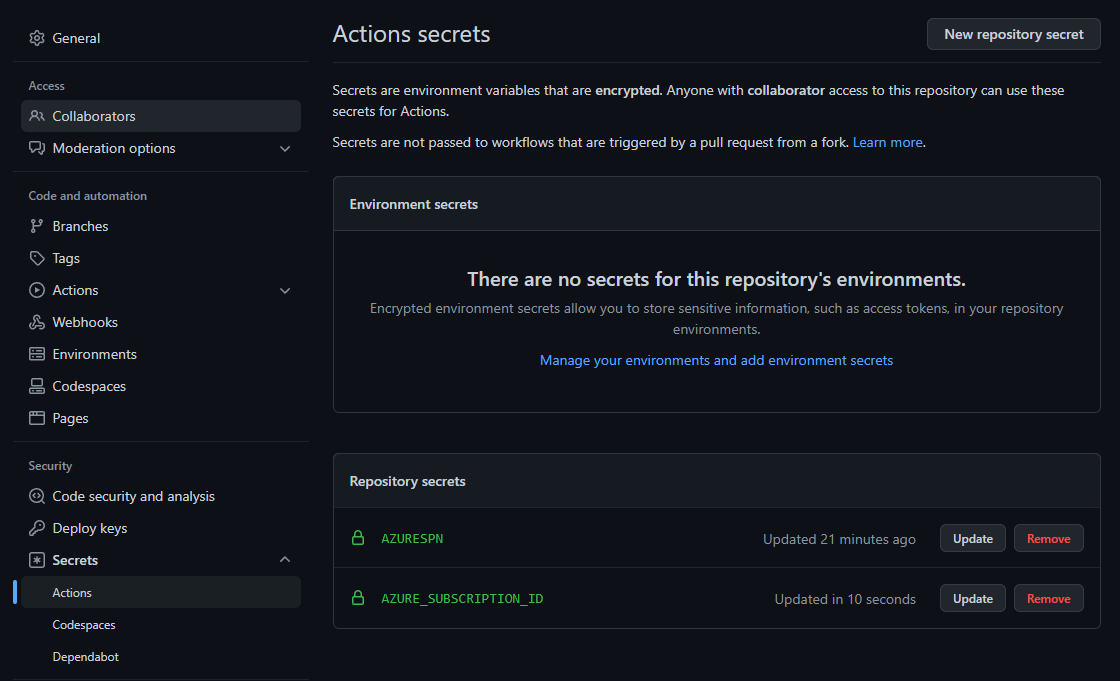 General
Access
Collaborators
Moderation options
Code and automation
Branches
Tags
Actions
Webhooks
Environments
Codespaces
Pages
Security
Code security and analysis
Deploy keys
Secrets
Actions
Codespaces
Dependabot
Actions secrets
New repository secret
Secrets are environment variables that are encrypted. Anyone with collaborator access to this repository can use these
secrets for Actions.
Secrets are not passed to workflows that are triggered by a pull request from a fork. Learn more.
Environment secrets
There are no secrets for this repository's environments.
Encrypted environment secrets allow you to store sensitive information, such as access tokens, in your repository
environments.
Manage your environments and add environment secrets
Repository secrets
AZURESPN Updated 21 minutes ago Update Remove
AZURE_SUBSCRIPTION_ID Updated in 10 seconds Update Remove